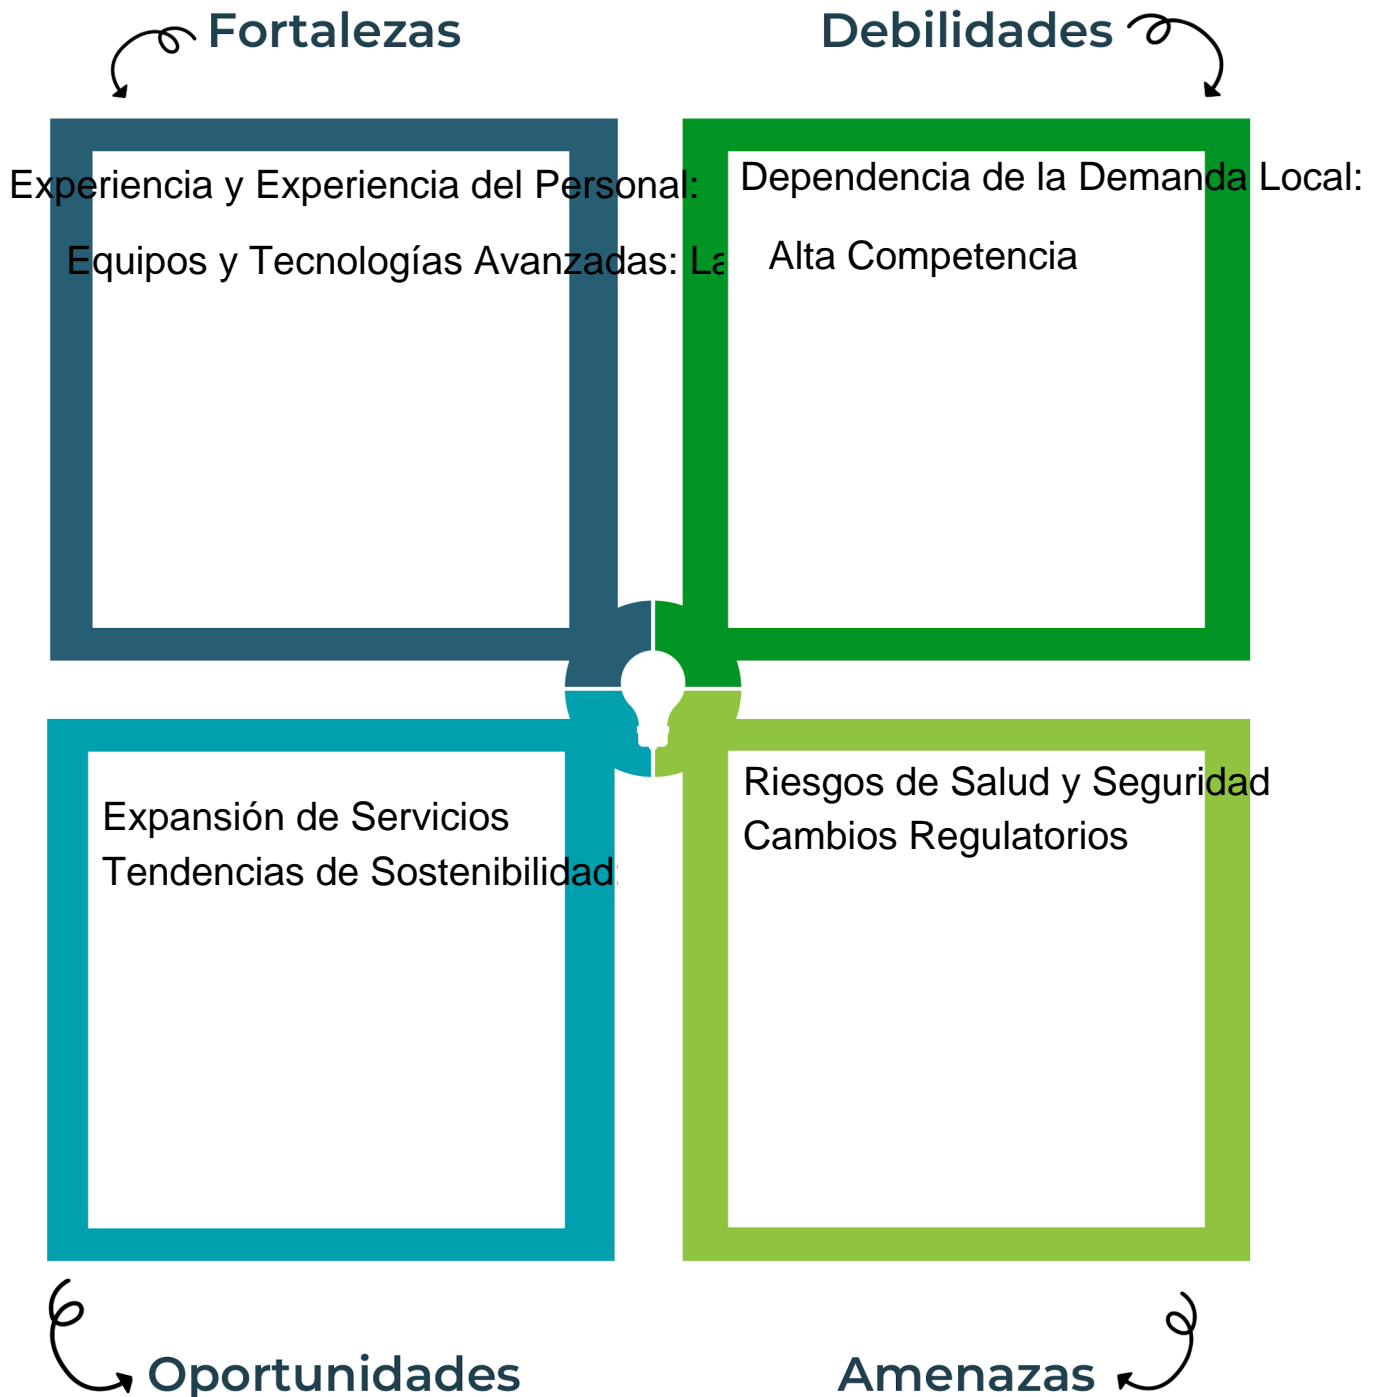 Fortalezas
Debilidades
Experiencia y Experiencia del Personal:
Equipos y Tecnologías Avanzadas: La
Dependencia de la Demanda Local:
Alta Competencia
Expansión de Servicios
Tendencias de Sostenibilidad:
Riesgos de Salud y Seguridad
Cambios Regulatorios
Oportunidades
Amenazas